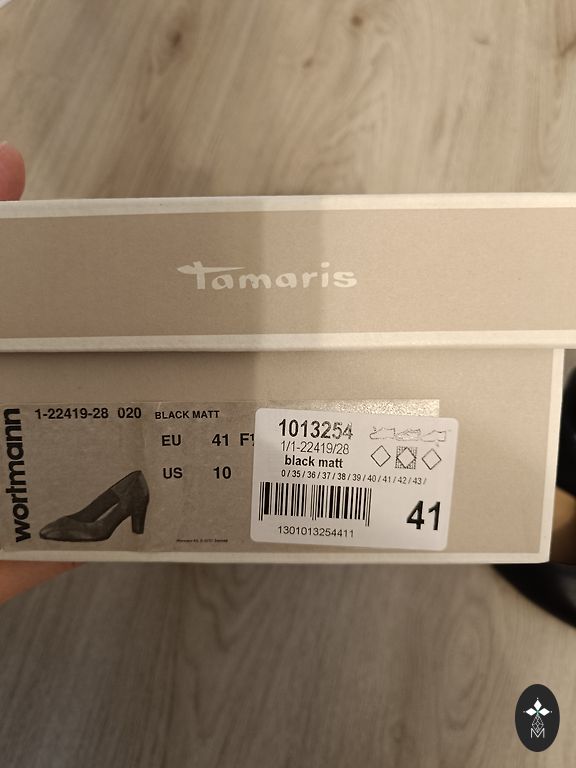 Tamaris
wortmann
1-22419-28 020 BLACK MATT
EU 41
US 10
1013254
1/1-22419/28
black matt
0 / 35 / 36 / 37 / 38 / 39 / 40 / 41 / 42 / 43 /
41
1301013254411
M